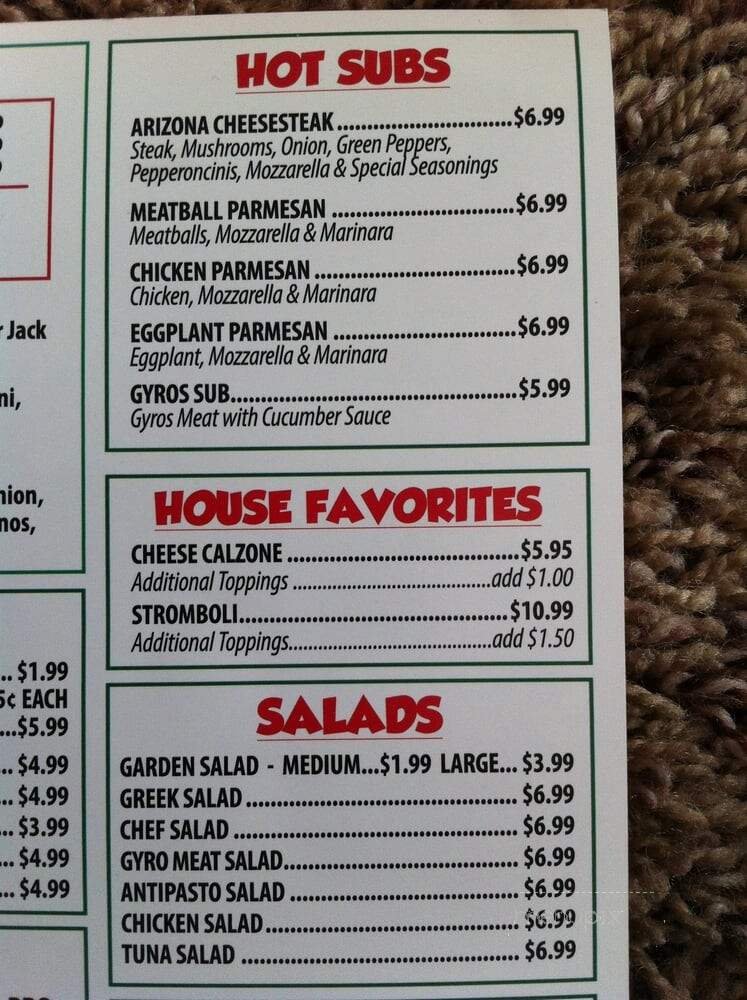 r Jack
ni,
nion,
nos,
.. $1.99
5¢ EACH
...$5.99
... $4.99
... $4.99
... $3.99
... $4.99
... $4.99
HOT SUBS
ARIZONA CHEESESTEAK ................................$6.99
Steak, Mushrooms, Onion, Green Peppers,
Pepperoncinis, Mozzarella & Special Seasonings
MEATBALL PARMESAN .................................$6.99
Meatballs, Mozzarella & Marinara
CHICKEN PARMESAN ....................................$6.99
Chicken, Mozzarella & Marinara
EGGPLANT PARMESAN .................................$6.99
Eggplant, Mozzarella & Marinara
GYROS SUB....................................................$5.99
Gyros Meat with Cucumber Sauce
HOUSE FAVORITES
CHEESE CALZONE ..........................................$5.95
Additional Toppings ....................................add $1.00
STROMBOLI.................................................$10.99
Additional Toppings.....................................add $1.50
SALADS
GARDEN SALAD - MEDIUM...$1.99 LARGE... $3.99
GREEK SALAD ................................................. $6.99
CHEF SALAD ................................................... $6.99
GYRO MEAT SALAD.......................................... $6.99
ANTIPASTO SALAD ......................................... $6.99
CHICKEN SALAD.............................................. $6.99
TUNA SALAD .................................................. $6.99